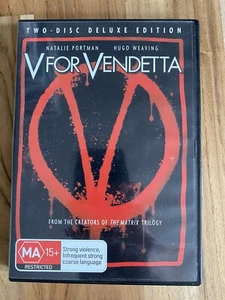 TWO-DISC DELUXE EDITION
NATALIE PORTMAN HUGO WEAVING
V FOR VENDETTA
FROM THE CREATORS OF THE MATRIX TRILOGY
MA 15+
RESTRICTED
Strong violence,
Infrequent strong
coarse language